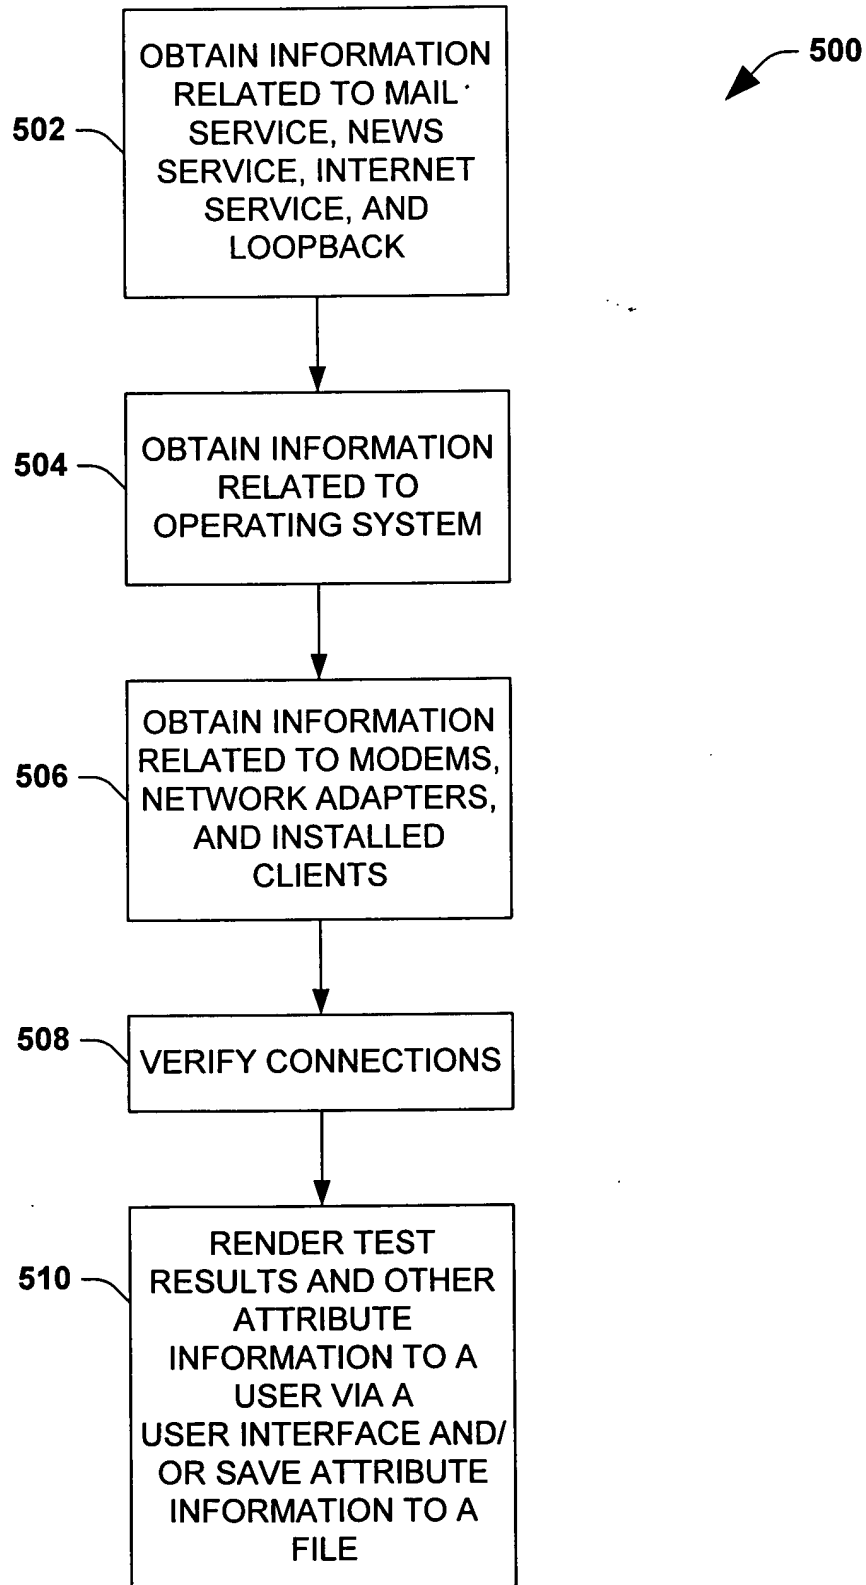 500
502
OBTAIN INFORMATION
RELATED TO MAIL
SERVICE, NEWS
SERVICE, INTERNET
SERVICE, AND
LOOPBACK
504
OBTAIN INFORMATION
RELATED TO
OPERATING SYSTEM
506
OBTAIN INFORMATION
RELATED TO MODEMS,
NETWORK ADAPTERS,
AND INSTALLED
CLIENTS
508
VERIFY CONNECTIONS
510
RENDER TEST
RESULTS AND OTHER
ATTRIBUTE
INFORMATION TO A
USER VIA A
USER INTERFACE AND/
OR SAVE ATTRIBUTE
INFORMATION TO A
FILE